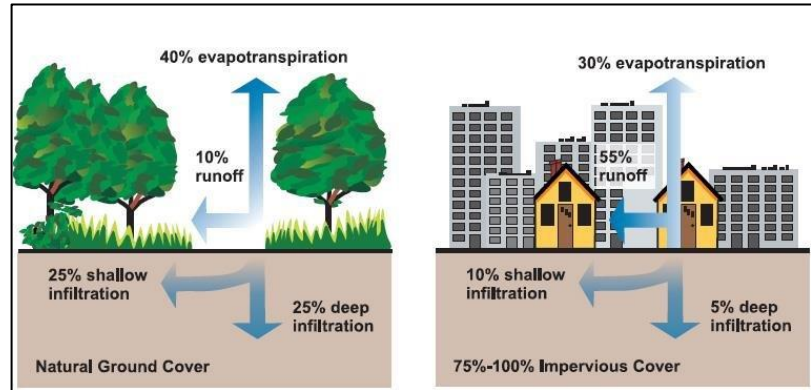 40% evapotranspiration
10%
runoff
25% shallow
infiltration
25% deep
infiltration
Natural Ground Cover
30% evapotranspiration
55%
runoff
10% shallow
infiltration
5% deep
infiltration
75%-100% Impervious Cover